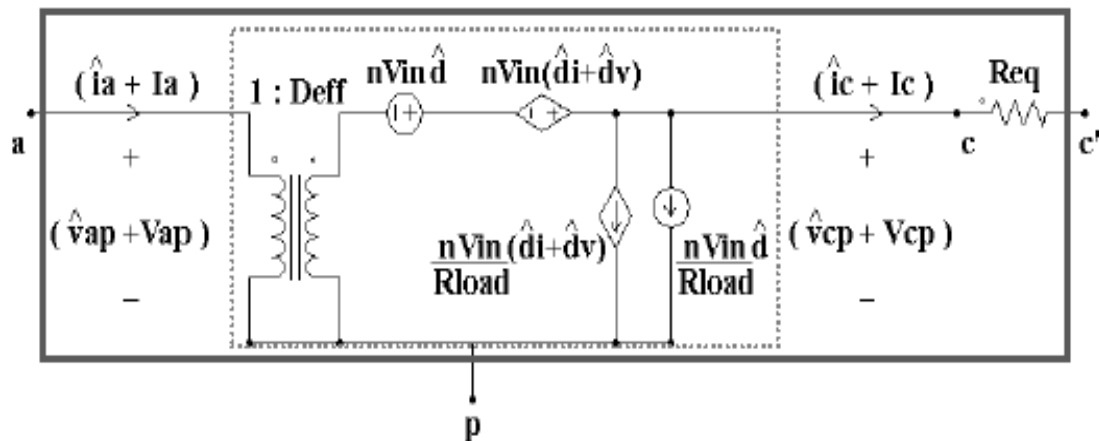 (îa + Ia)
1 : Deff
nVin d̂
nVin(d̂i+d̂v)
(îc + Ic)
Req
a
c
c'
+
+
(v̂ap +Vap )
nVin(d̂i+d̂v)
Rload
nVin d̂
Rload
(v̂cp + Vcp)
−
−
p